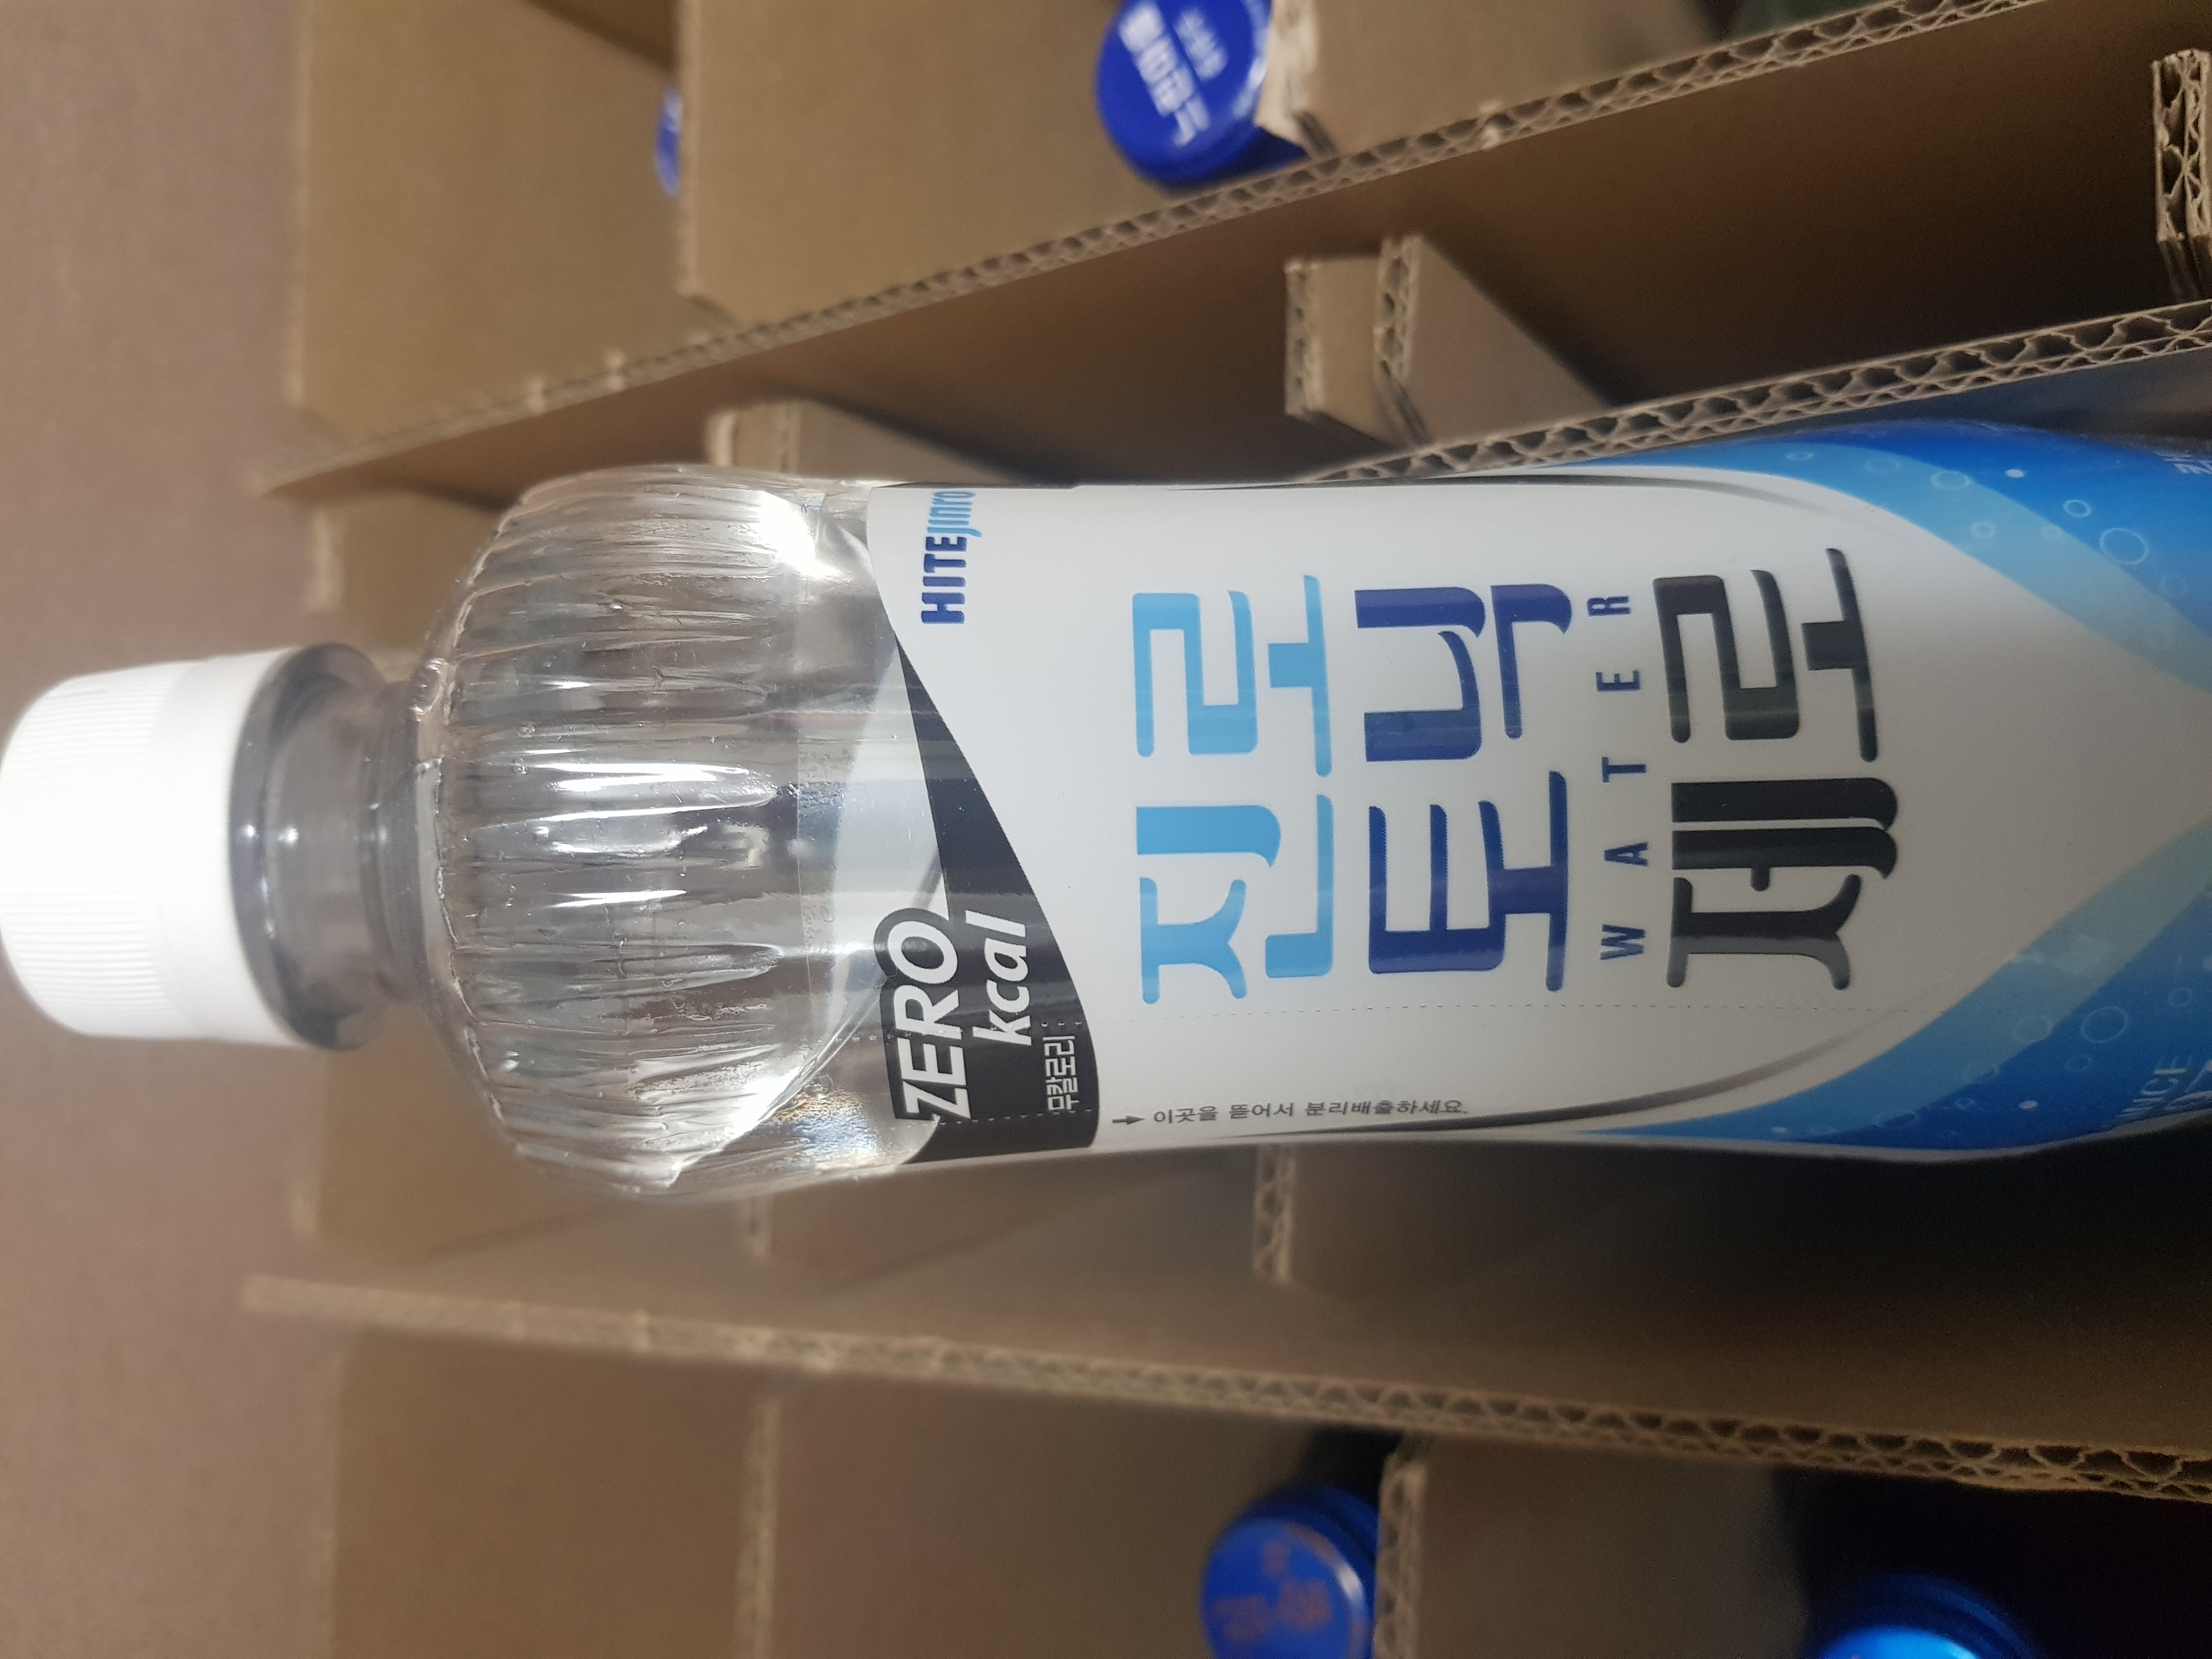 HITEJINRO
ZERO
kcal
무칼로리
진로
토닉
WATER
제로
이곳을 뜯어서 분리배출하세요.